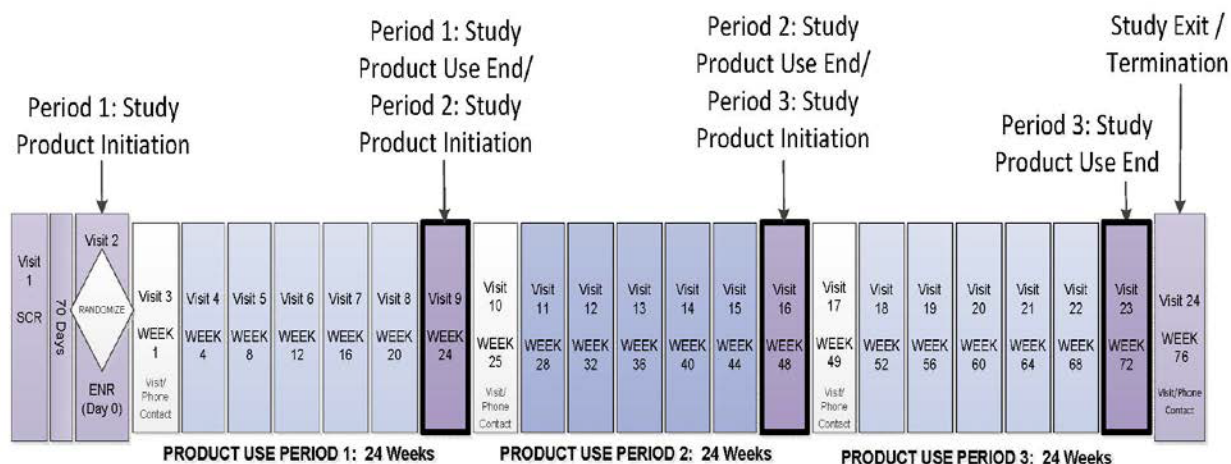 Period 1: Study
Product Initiation
Period 1: Study
Product Use End/
Period 2: Study
Product Initiation
Period 2: Study
Product Use End/
Period 3: Study
Product Initiation
Study Exit /
Termination
Period 3: Study
Product Use End
Visit
1
SCR
70 Days
Visit 2
RANDOMIZE
ENR
(Day 0)
Visit 3
WEEK
1
Visit/
Phone
Contact
Visit 4
WEEK
4
Visit 5
WEEK
8
Visit 6
WEEK
12
Visit 7
WEEK
16
Visit 8
WEEK
20
Visit 9
WEEK
24
Visit
10
WEEK
25
Visit/
Phone
Contact
Visit
11
WEEK
28
Visit
12
WEEK
32
Visit
13
WEEK
36
Visit
14
WEEK
40
Visit
15
WEEK
44
Visit
16
WEEK
48
Visit
17
WEEK
49
Visit/
Phone
Contact
Visit
18
WEEK
52
Visit
19
WEEK
56
Visit
20
WEEK
60
Visit
21
WEEK
64
Visit
22
WEEK
68
Visit
23
WEEK
72
Visit 24
WEEK
76
Visit/Phone
Contact
PRODUCT USE PERIOD 1: 24 Weeks
PRODUCT USE PERIOD 2: 24 Weeks
PRODUCT USE PERIOD 3: 24 Weeks